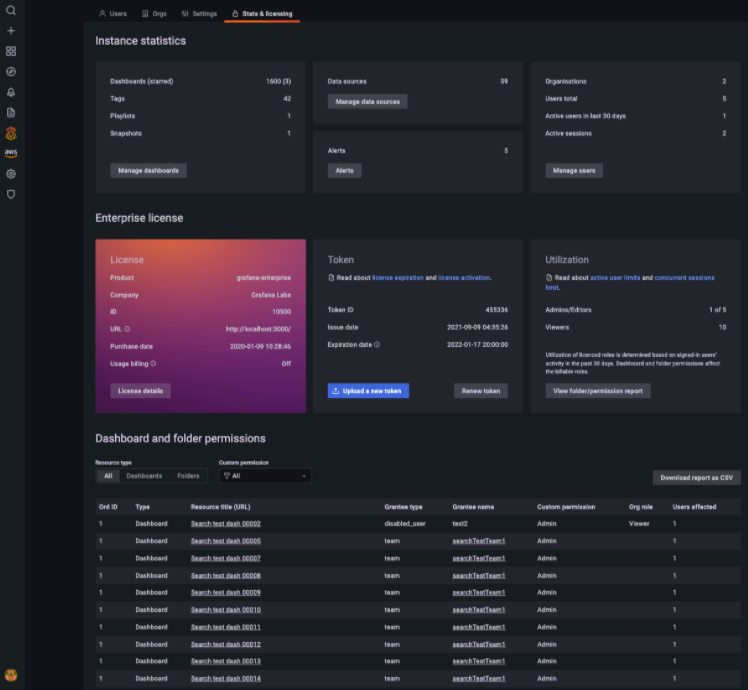 Users Orgs Settings Stats & licensing
Instance statistics
Dashboards (starred) 1600 (3)
Tags 42
Playlists 1
Snapshots 1
Manage dashboards
Data sources 59
Manage data sources
Alerts 5
Alerts
Organisations 2
Users total 5
Active users in last 30 days 1
Active sessions 2
Manage users
aws
Enterprise license
License
Product grafana-enterprise
Company Grafana Labs
ID 10500
URL http://localhost:3000/
Purchase date 2020-01-09 10:28:46
Usage billing Off
License details
Token
Read about license expiration and license activation.
Token ID 455336
Issue date 2021-09-09 04:35:26
Expiration date 2022-01-17 20:00:00
Upload a new token Renew token
Utilization
Read about active user limits and concurrent sessions
limit.
Admins/Editors 1 of 5
Viewers 10
Utilization of licenced roles is determined based on signed-in users'
activity in the past 30 days. Dashboard and folder permissions affect
the billable roles.
View folder/permission report
Dashboard and folder permissions
Resource type Custom permission
All Dashboards Folders All
Download report as CSV
Ord ID Type Resource title (URL) Grantee type Grantee name Custom permission Org role Users affected
1 Dashboard Search test dash 00002 disabled_user test2 Admin Viewer 1
1 Dashboard Search test dash 00005 team searchTestTeam1 Admin 1
1 Dashboard Search test dash 00007 team searchTestTeam1 Admin 1
1 Dashboard Search test dash 00008 team searchTestTeam1 Admin 1
1 Dashboard Search test dash 00009 team searchTestTeam1 Admin 1
1 Dashboard Search test dash 00010 team searchTestTeam1 Admin 1
1 Dashboard Search test dash 00011 team searchTestTeam1 Admin 1
1 Dashboard Search test dash 00012 team searchTestTeam1 Admin 1
1 Dashboard Search test dash 00013 team searchTestTeam1 Admin 1
1 Dashboard Search test dash 00014 team searchTestTeam1 Admin 1